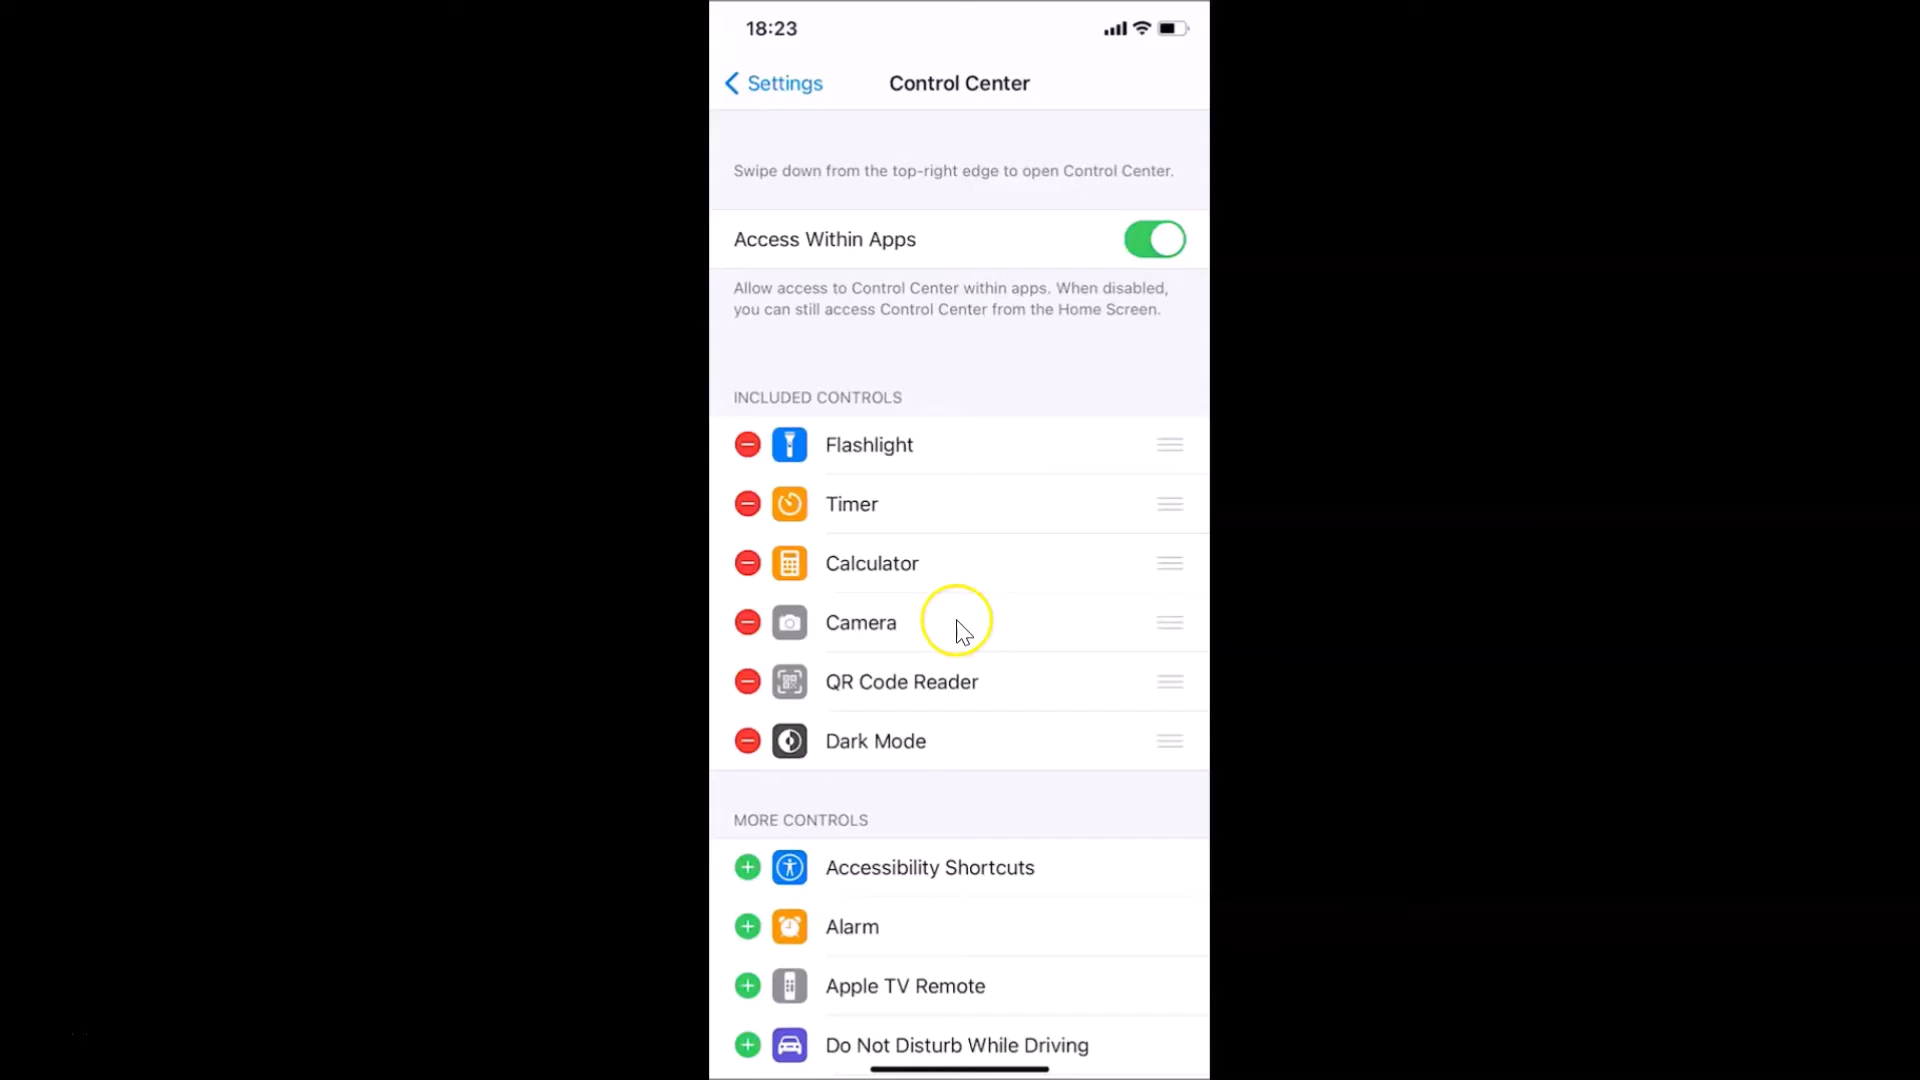 18:23
Settings
Control Center
Swipe down from the top-right edge to open Control Center.
Access Within Apps
Allow access to Control Center within apps. When disabled,
you can still access Control Center from the Home Screen.
INCLUDED CONTROLS
Flashlight
Timer
Calculator
Camera
QR Code Reader
Dark Mode
MORE CONTROLS
Accessibility Shortcuts
Alarm
Apple TV Remote
Do Not Disturb While Driving